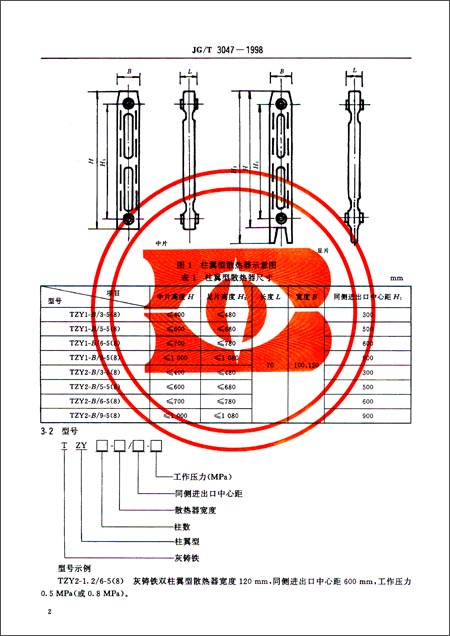 JG/T 3047—1998
B L B L
H H₁ H₂ H H₁
中片
足片
图 1 柱翼型散热器示意图
表 1 柱翼型散热器尺寸
mm
项目 型号 中片高度 H 足片高度 H₂ 长度 L 宽度 B 同侧进出口中心距 H₁
TZY1-B/3-5(8) ≤400 ≤480 70 100,120 300
TZY1-B/5-5(8) ≤600 ≤680 500
TZY1-B/6-5(8) ≤700 ≤780 600
TZY1-B/9-5(8) ≤1 000 ≤1 080 900
TZY2-B/3-5(8) ≤400 ≤480 300
TZY2-B/5-5(8) ≤600 ≤680 500
TZY2-B/6-5(8) ≤700 ≤780 600
TZY2-B/9-5(8) ≤1 000 ≤1 080 900
3.2 型号
T ZY □-□/□-□
工作压力(MPa)
同侧进出口中心距
散热器宽度
柱数
柱翼型
灰铸铁
型号示例
TZY2-1.2/6-5(8) 灰铸铁双柱翼型散热器宽度 120 mm,同侧进出口中心距 600 mm,工作压力
0.5 MPa(或 0.8 MPa)。
2